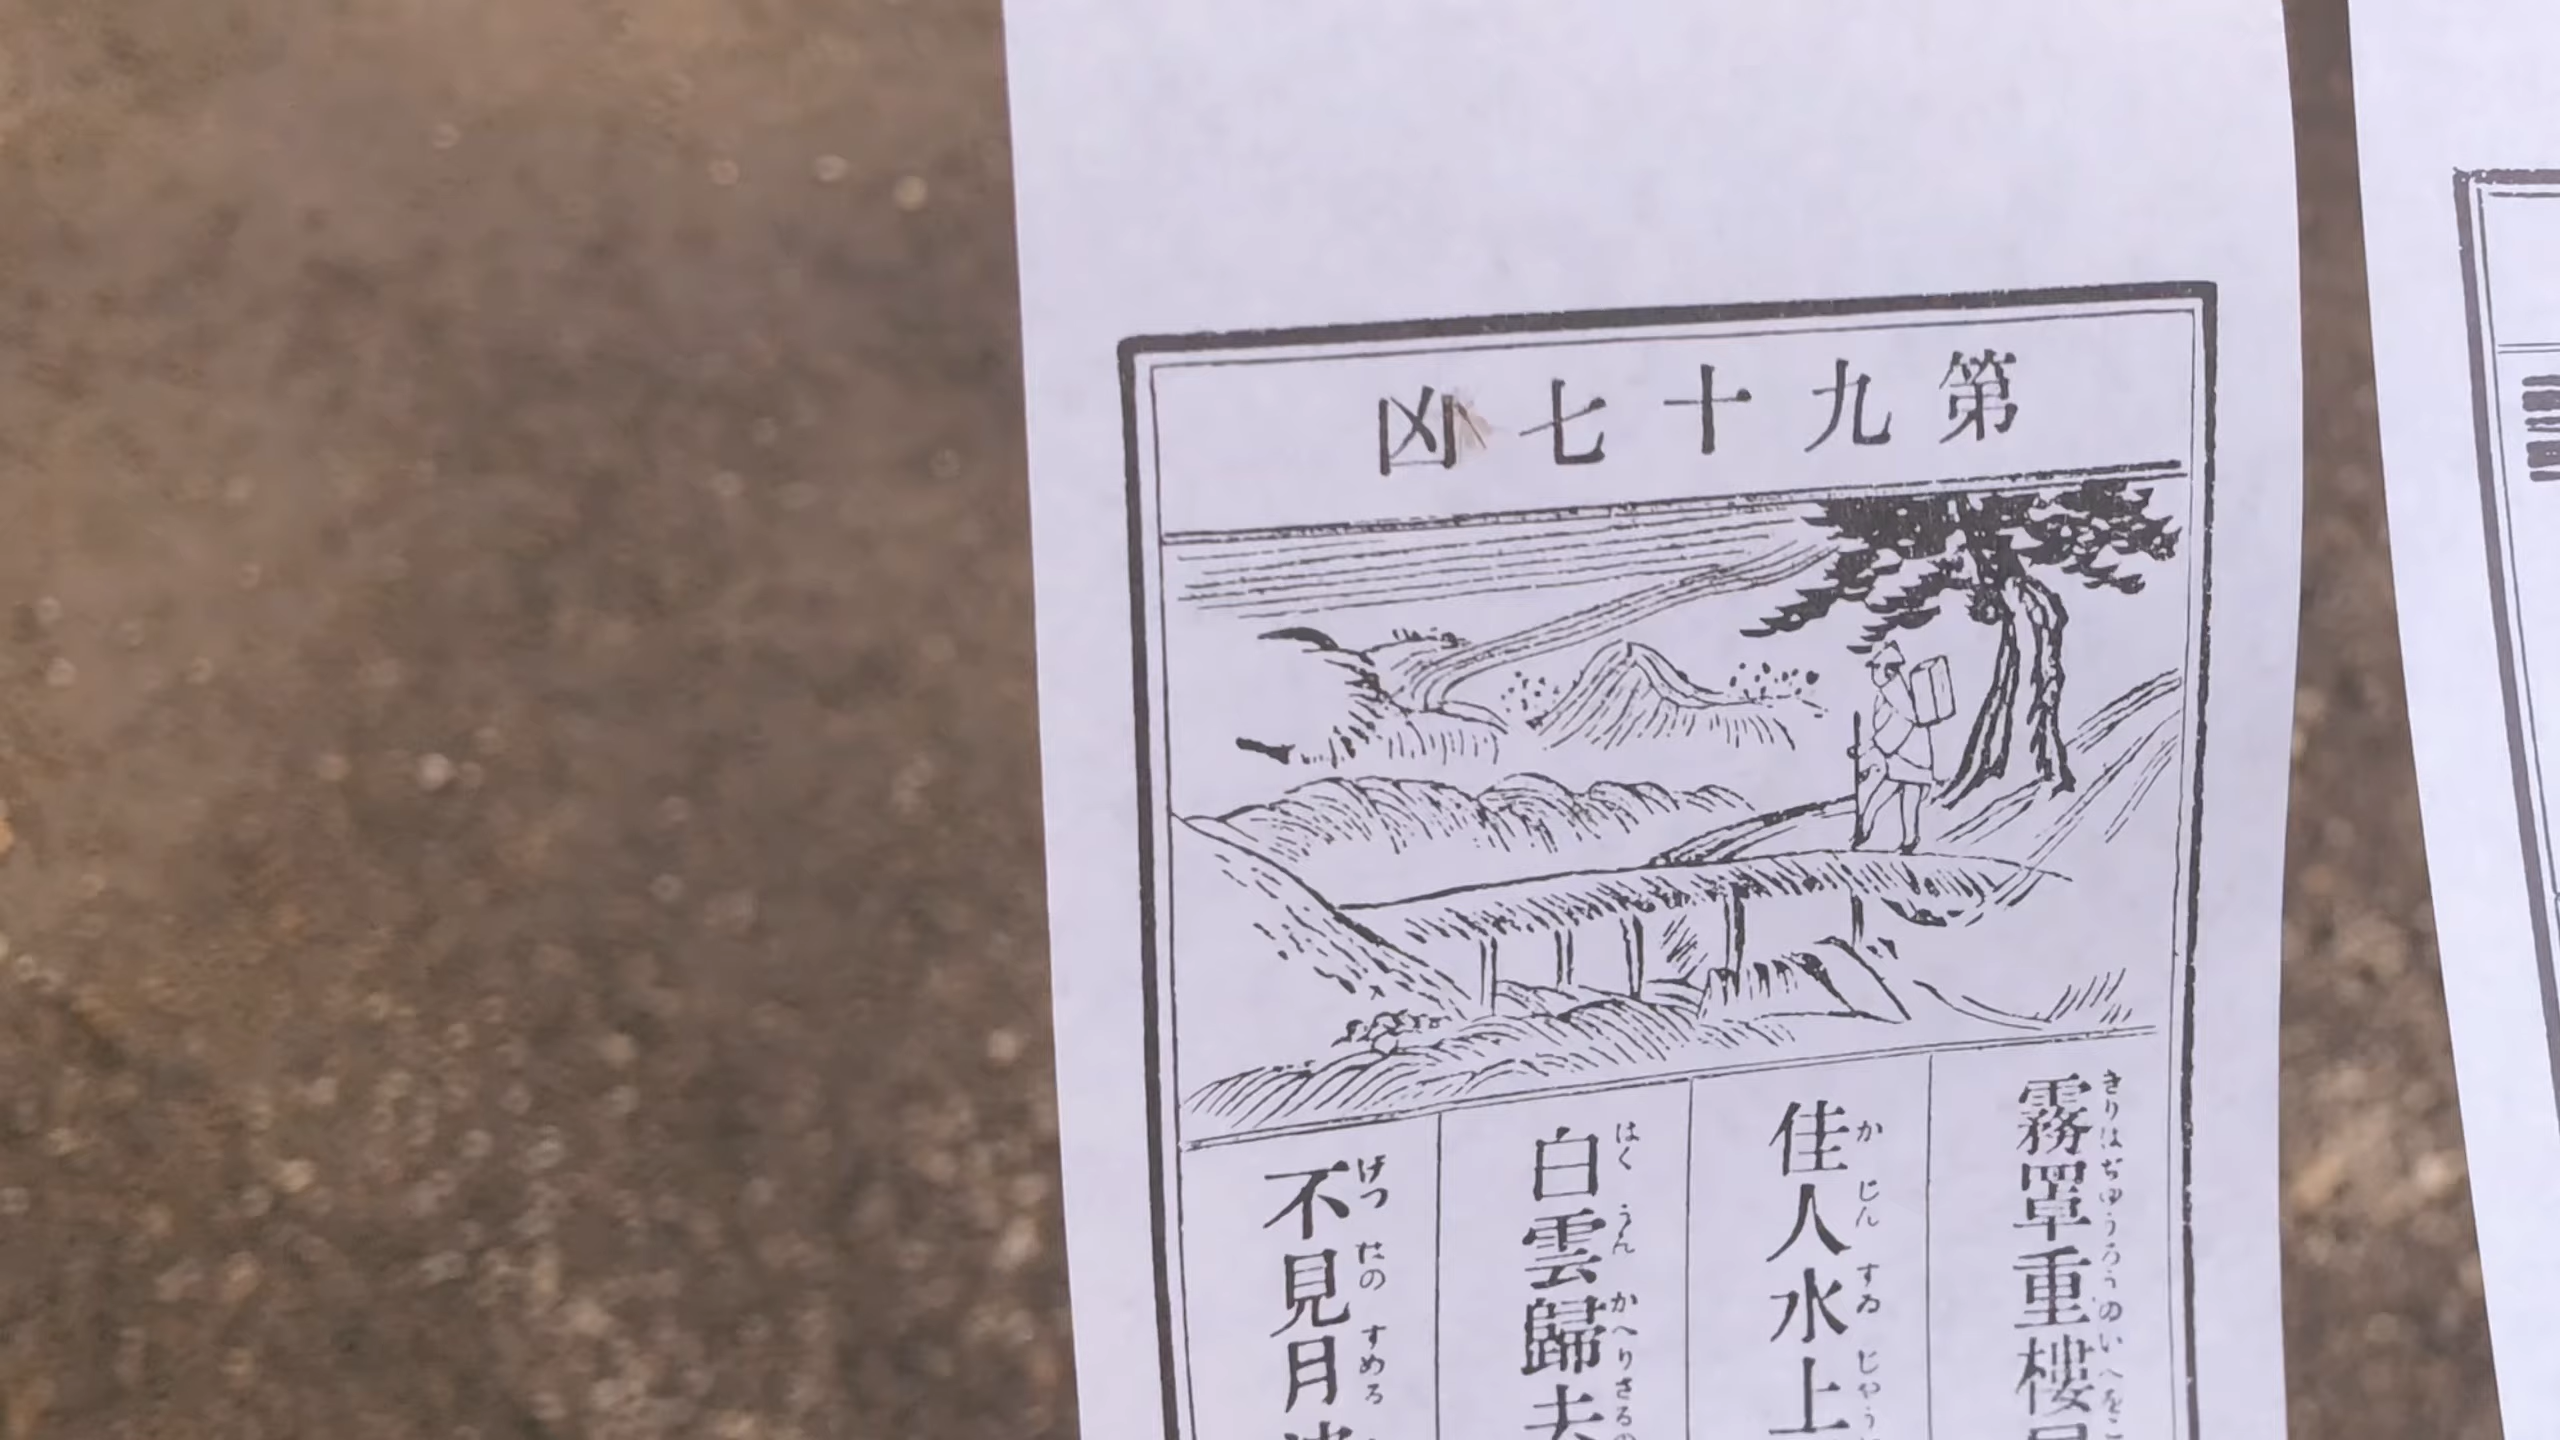 第九十七凶
霧罩重樓
きりはぢゆうろうのいへをこ
佳人水上
かじんすゐじやう
白雲歸去
はくうんかへりさるの
不見月
げつたのすめる